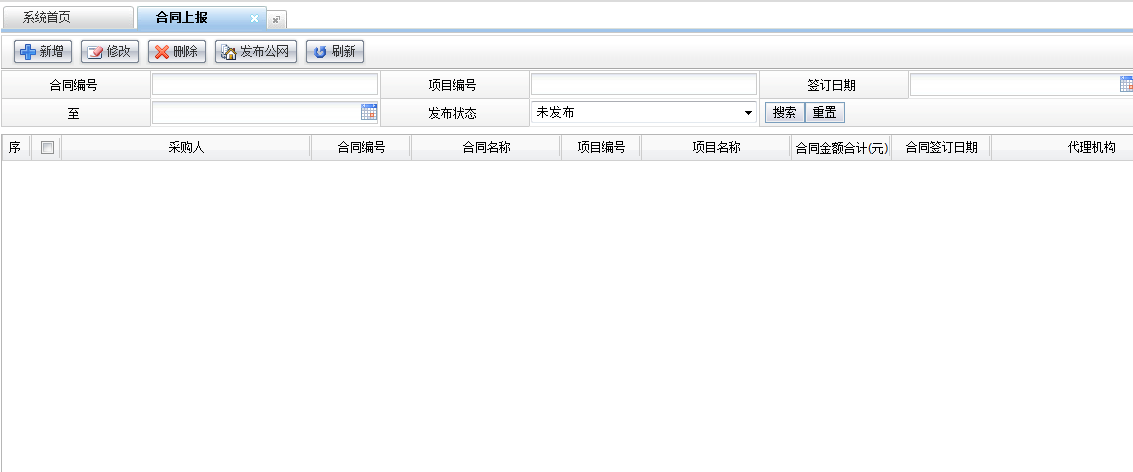 系统首页 合同上报
新增 修改 删除 发布公网 刷新
合同编号 项目编号 签订日期
至 发布状态 未发布 搜索 重置
序 采购人 合同编号 合同名称 项目编号 项目名称 合同金额合计(元) 合同签订日期 代理机构